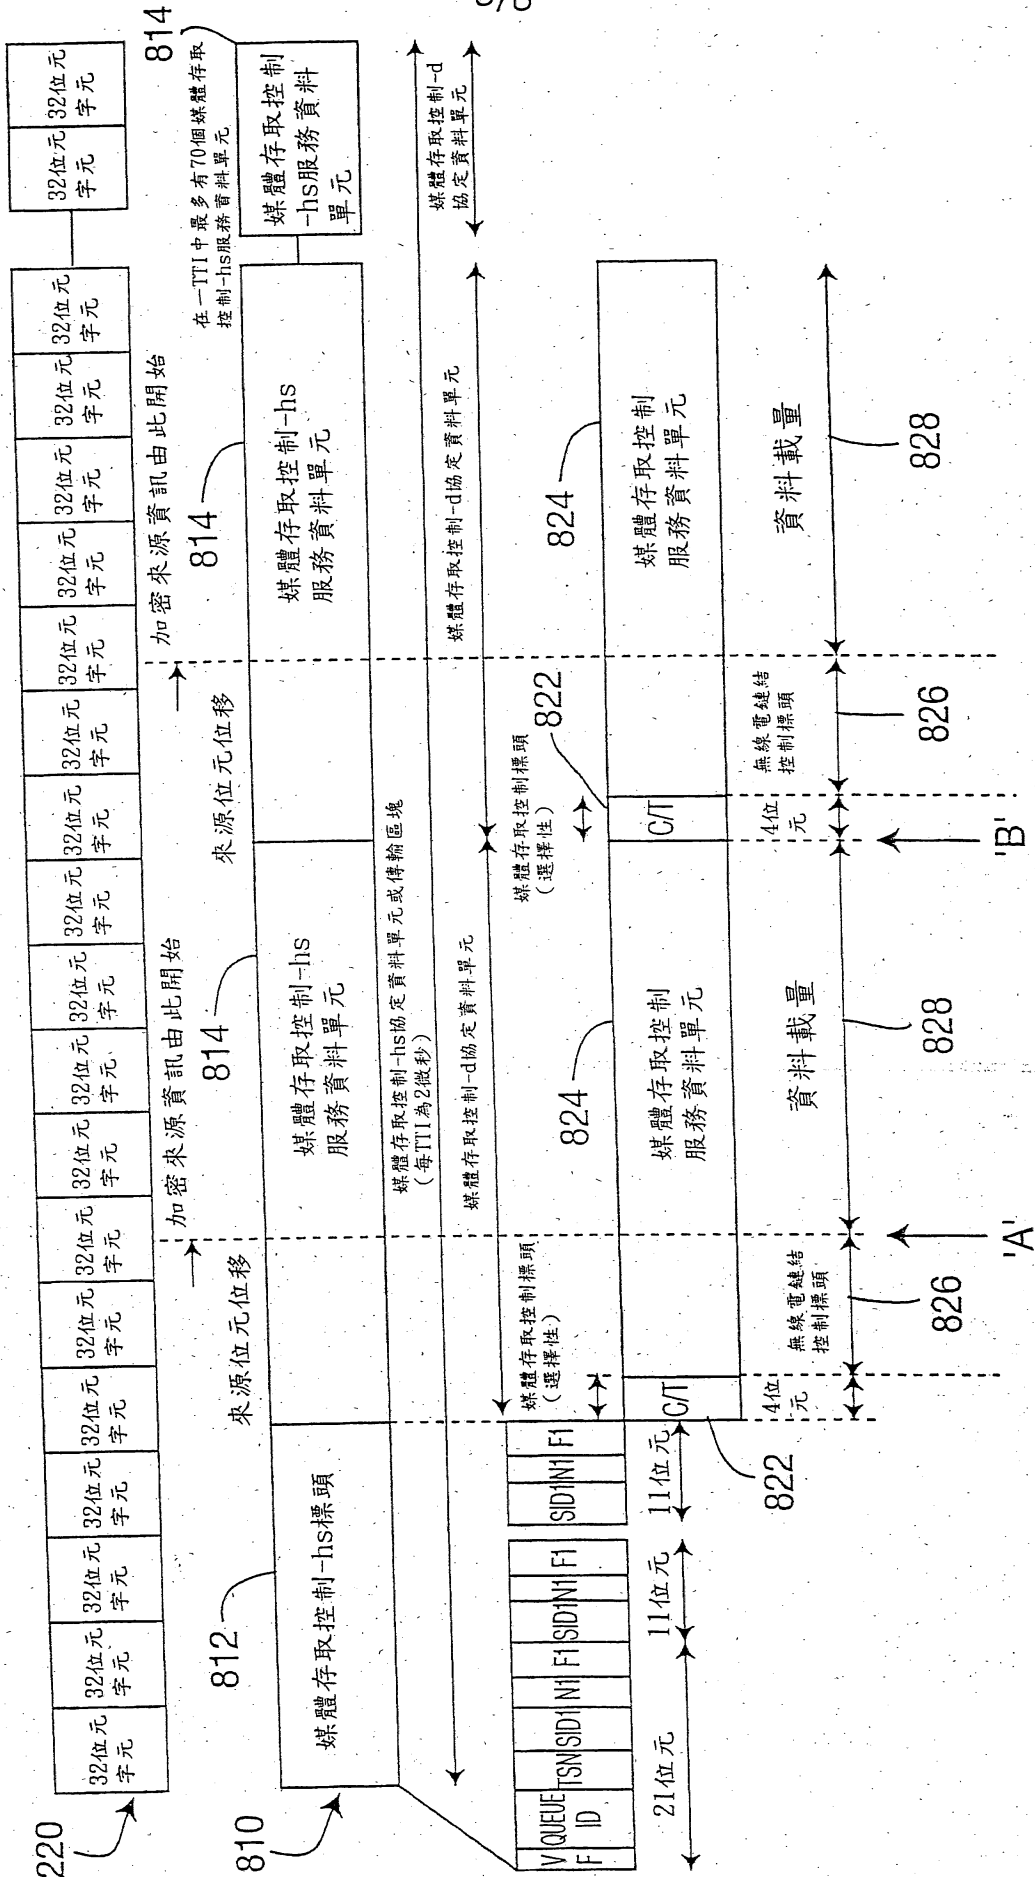 220
32位元
字元
32位元
字元
32位元
字元
32位元
字元
32位元
字元
32位元
字元
32位元
字元
32位元
字元
32位元
字元
32位元
字元
32位元
字元
32位元
字元
32位元
字元
32位元
字元
32位元
字元
32位元
字元
32位元
字元
32位元
字元
32位元
字元
32位元
字元
來源位元位移
加密來源資訊由此開始
來源位元位移
加密來源資訊由此開始
在一TTI中最多有70個媒體存取
控制-hs服務資料單元
810
812
814
814
814
媒體存取控制-hs標頭
媒體存取控制-hs
服務資料單元
媒體存取控制-hs
服務資料單元
媒體存取控制
-hs服務資料
單元
媒體存取控制-hs協定資料單元或傳輸區塊
(每TTI為2微秒)
媒體存取控制-d協定資料單元
媒體存取控制-d協定資料單元
媒體存取控制-d
協定資料單元
媒體存取控制標頭
(選擇性)
媒體存取控制標頭
(選擇性)
822
824
824
V
F
QUEUE
ID
TSN
SID1
N1
F1
SID1
N1
F1
SID1
N1
F1
C/T
媒體存取控制
服務資料單元
C/T
媒體存取控制
服務資料單元
21位元
11位元
11位元
822
4位
元
無線電鏈結
控制標頭
資料載量
4位
元
無線電鏈結
控制標頭
資料載量
826
828
826
828
'A'
'B'